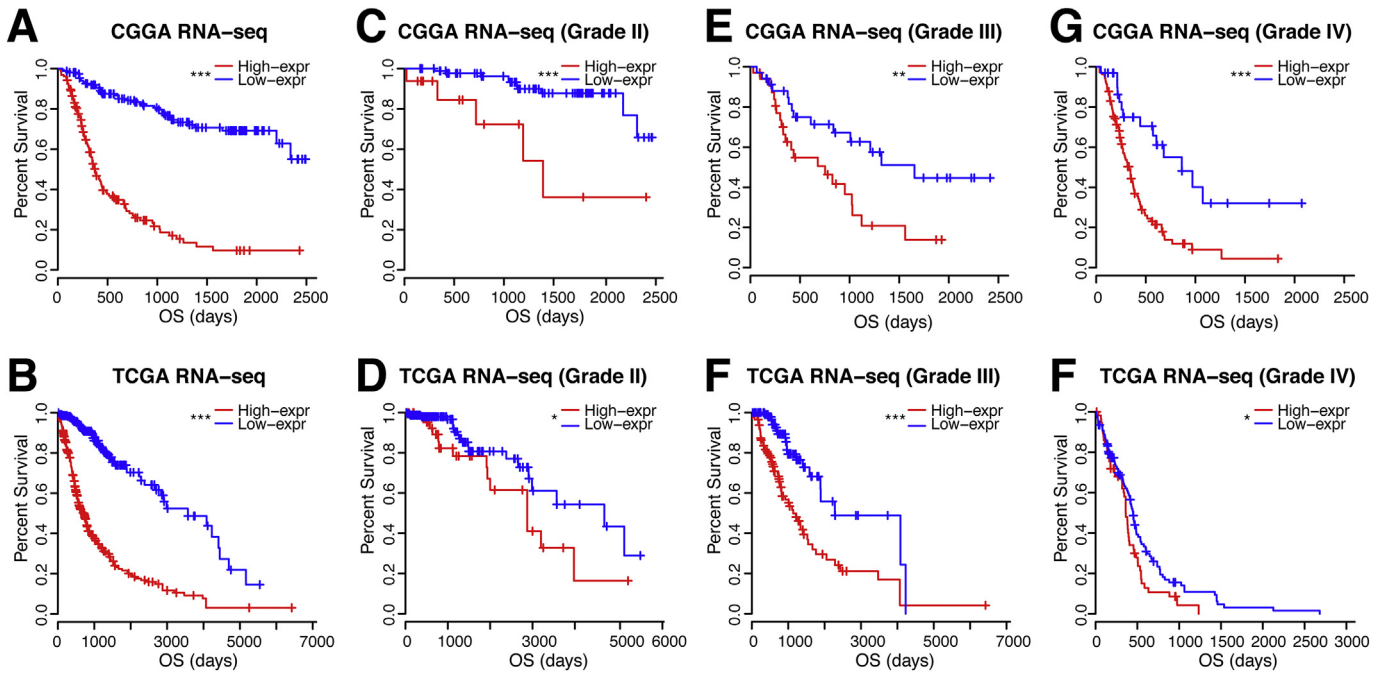 A CGGA RNA−seq
*** High−expr
Low−expr
Percent Survival
1.0
0.8
0.6
0.4
0.2
0.0
0 500 1000 1500 2000 2500
OS (days)
C CGGA RNA−seq (Grade II)
*** High−expr
Low−expr
Percent Survival
1.0
0.8
0.6
0.4
0.2
0.0
0 500 1000 1500 2000 2500
OS (days)
E CGGA RNA−seq (Grade III)
** High−expr
Low−expr
Percent Survival
1.0
0.8
0.6
0.4
0.2
0.0
0 500 1000 1500 2000 2500
OS (days)
G CGGA RNA−seq (Grade IV)
*** High−expr
Low−expr
Percent Survival
1.0
0.8
0.6
0.4
0.2
0.0
0 500 1000 1500 2000 2500
OS (days)
B TCGA RNA−seq
*** High−expr
Low−expr
Percent Survival
1.0
0.8
0.6
0.4
0.2
0.0
0 1000 3000 5000 7000
OS (days)
D TCGA RNA−seq (Grade II)
* High−expr
Low−expr
Percent Survival
1.0
0.8
0.6
0.4
0.2
0.0
0 1000 3000 5000 6000
OS (days)
F TCGA RNA−seq (Grade III)
*** High−expr
Low−expr
Percent Survival
1.0
0.8
0.6
0.4
0.2
0.0
0 1000 3000 5000 7000
OS (days)
F TCGA RNA−seq (Grade IV)
* High−expr
Low−expr
Percent Survival
1.0
0.8
0.6
0.4
0.2
0.0
0 500 1000 1500 2000 2500 3000
OS (days)